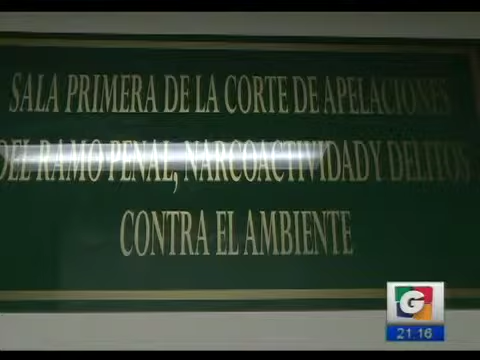 SALA PRIMERA DE LA CORTE DE APELACIONES
DEL RAMO PENAL, NARCOACTIVIDAD Y DELITOS
CONTRA EL AMBIENTE
G
21:16